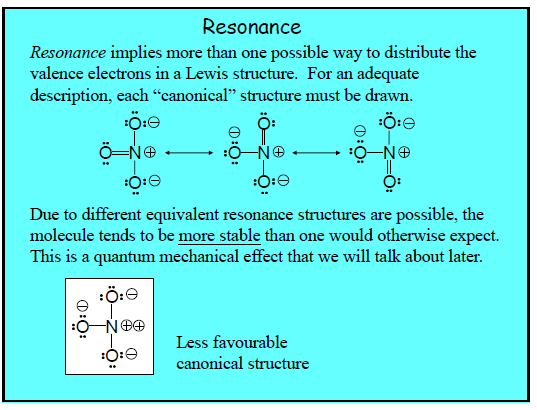 Resonance
Resonance implies more than one possible way to distribute the
valence electrons in a Lewis structure. For an adequate
description, each “canonical” structure must be drawn.
:Ö:⊖ ⊖ Ö: ⊖ :Ö:⊖
Ö=N⊕ :Ö–N⊕ :Ö–N⊕
:O:⊖ :O:⊖ O:
Due to different equivalent resonance structures are possible, the
molecule tends to be more stable than one would otherwise expect.
This is a quantum mechanical effect that we will talk about later.
⊖ :Ö:⊖
:Ö–N⊕⊕
:O:⊖
Less favourable
canonical structure